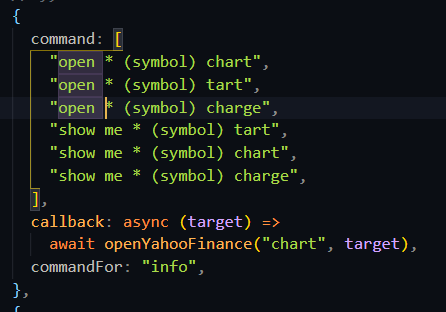 {
command: [
"open * (symbol) chart",
"open * (symbol) tart",
"open * (symbol) charge",
"show me * (symbol) tart",
"show me * (symbol) chart",
"show me * (symbol) charge",
],
callback: async (target) =>
await openYahooFinance("chart", target),
commandFor: "info",
},